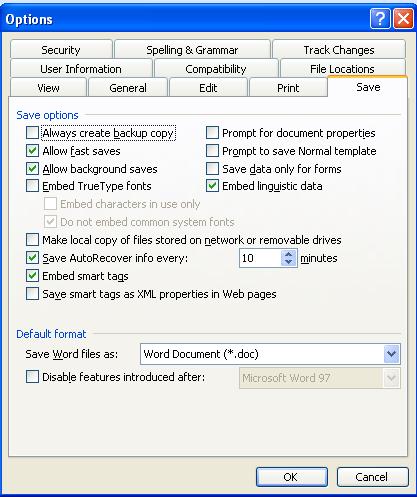 Options
Security Spelling & Grammar Track Changes
User Information Compatibility File Locations
View General Edit Print Save
Save options
Always create backup copy Prompt for document properties
Allow fast saves Prompt to save Normal template
Allow background saves Save data only for forms
Embed TrueType fonts Embed linguistic data
Embed characters in use only
Do not embed common system fonts
Make local copy of files stored on network or removable drives
Save AutoRecover info every: 10 minutes
Embed smart tags
Save smart tags as XML properties in Web pages
Default format
Save Word files as: Word Document (*.doc)
Disable features introduced after: Microsoft Word 97
OK Cancel